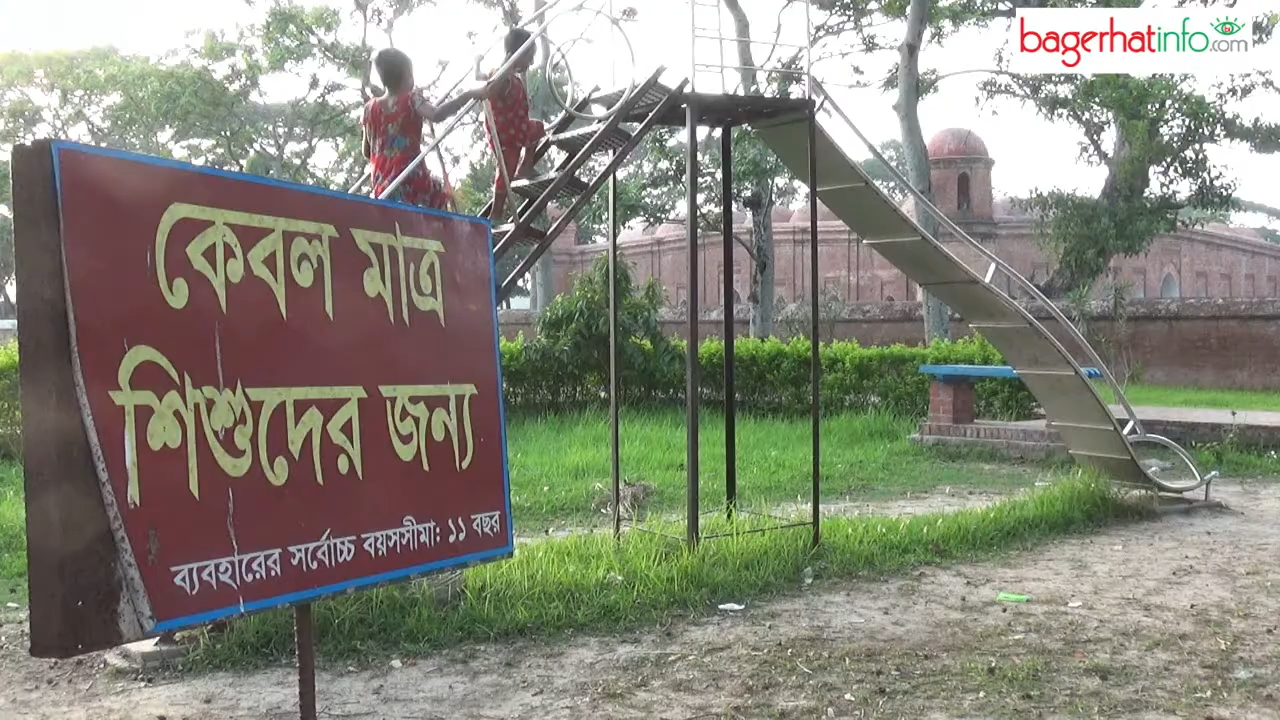 bagerhatinfo.com
কেবল মাত্র
শিশুদের জন্য
ব্যবহারের সর্বোচ্চ বয়সসীমা: ১১ বছর